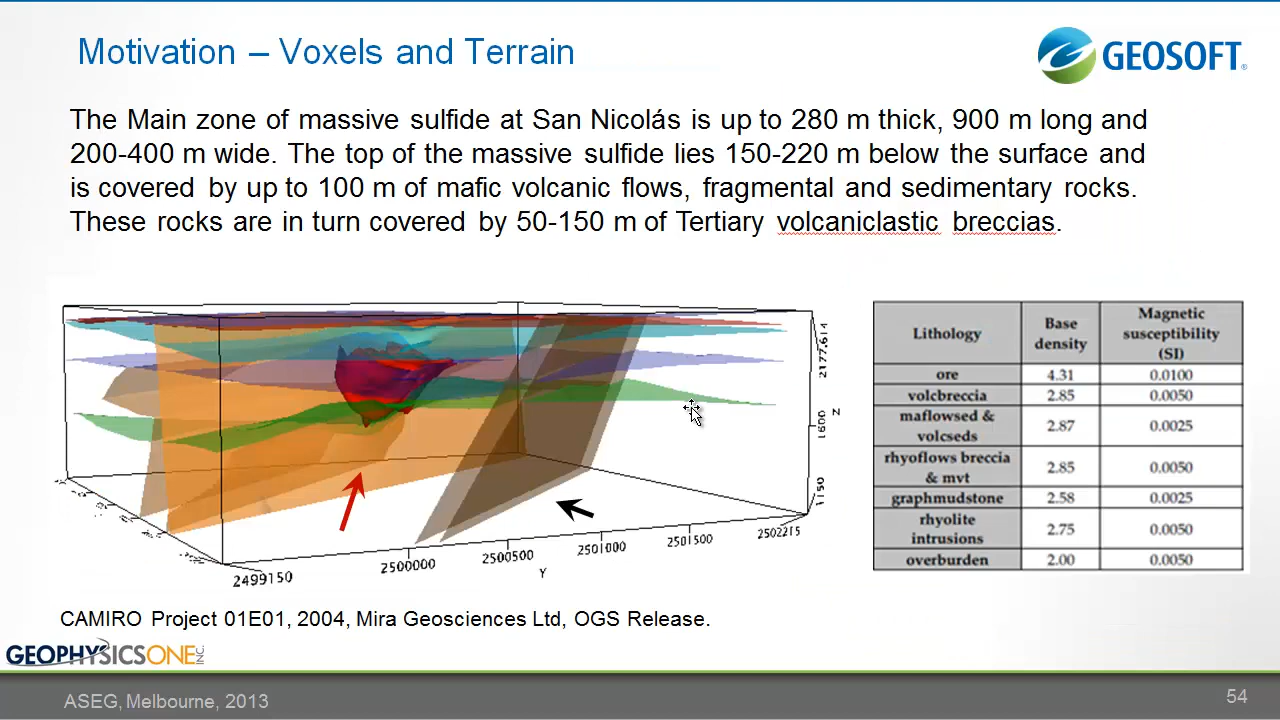 Motivation – Voxels and Terrain
GEOSOFT®
The Main zone of massive sulfide at San Nicolás is up to 280 m thick, 900 m long and
200-400 m wide. The top of the massive sulfide lies 150-220 m below the surface and
is covered by up to 100 m of mafic volcanic flows, fragmental and sedimentary rocks.
These rocks are in turn covered by 50-150 m of Tertiary volcaniclastic breccias.
2177.614
Z
1600
1150
2499150
2500000
2500500
2501000
2501500
2502215
Y
Lithology Base density Magnetic susceptibility (SI)
ore 4.31 0.0100
volcbreccia 2.85 0.0050
maflowsed & volcseds 2.87 0.0025
rhyoflows breccia & mvt 2.85 0.0050
graphmudstone 2.58 0.0025
rhyolite intrusions 2.75 0.0050
overburden 2.00 0.0050
CAMIRO Project 01E01, 2004, Mira Geosciences Ltd, OGS Release.
GEOPHYSICSONE INC.
ASEG, Melbourne, 2013
54